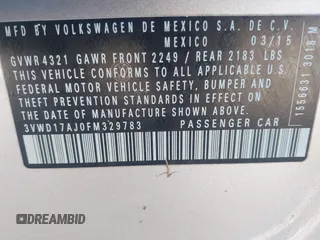 MFD BY VOLKSWAGEN DE MEXICO S.A. DE C.V.
MEXICO 03/15
GVWR 4321 GAWR FRONT 2249 / REAR 2183 LBS
THIS VEHICLE CONFORMS TO ALL APPLICABLE U.S.
FEDERAL MOTOR VEHICLE SAFETY, BUMPER AND
THEFT PREVENTION STANDARDS IN EFFECT ON
THE DATE OF MANUFACTURE SHOWN ABOVE.
3VWD17AJ0FM329783 PASSENGER CAR
1556631 3018 M
DREAMBID